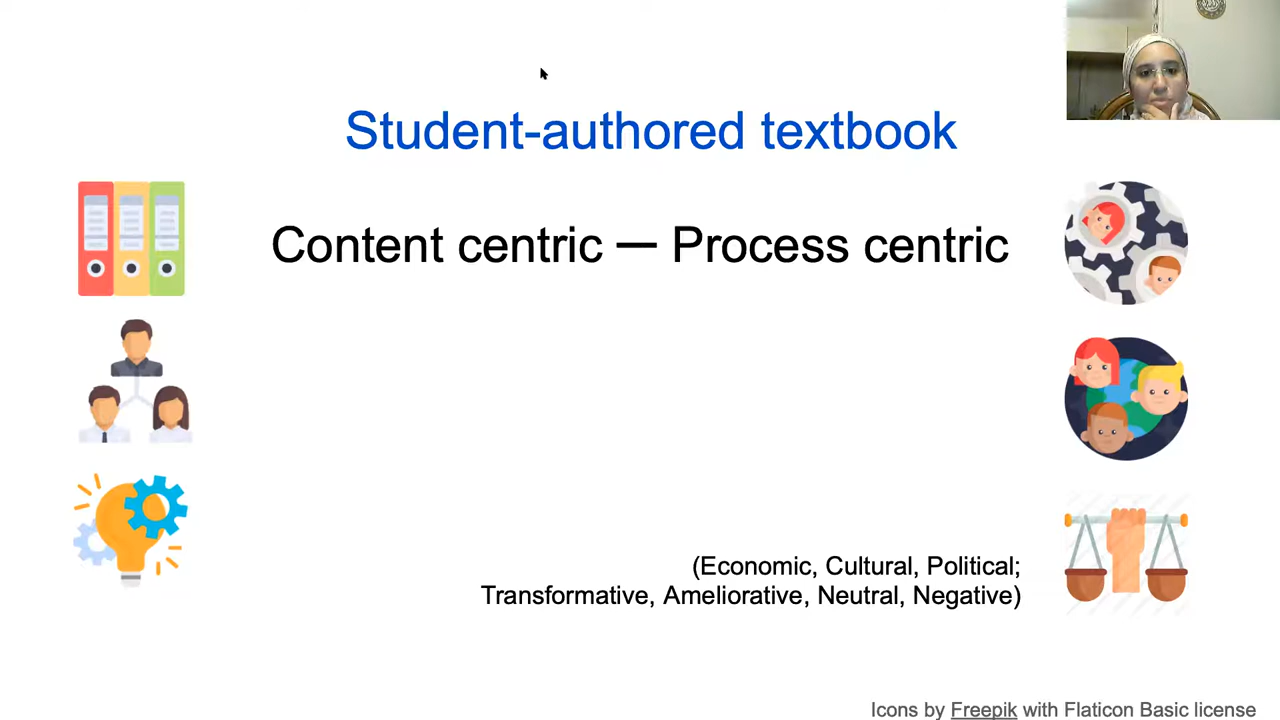 Student-authored textbook
Content centric — Process centric
(Economic, Cultural, Political;
Transformative, Ameliorative, Neutral, Negative)
Icons by Freepik with Flaticon Basic license